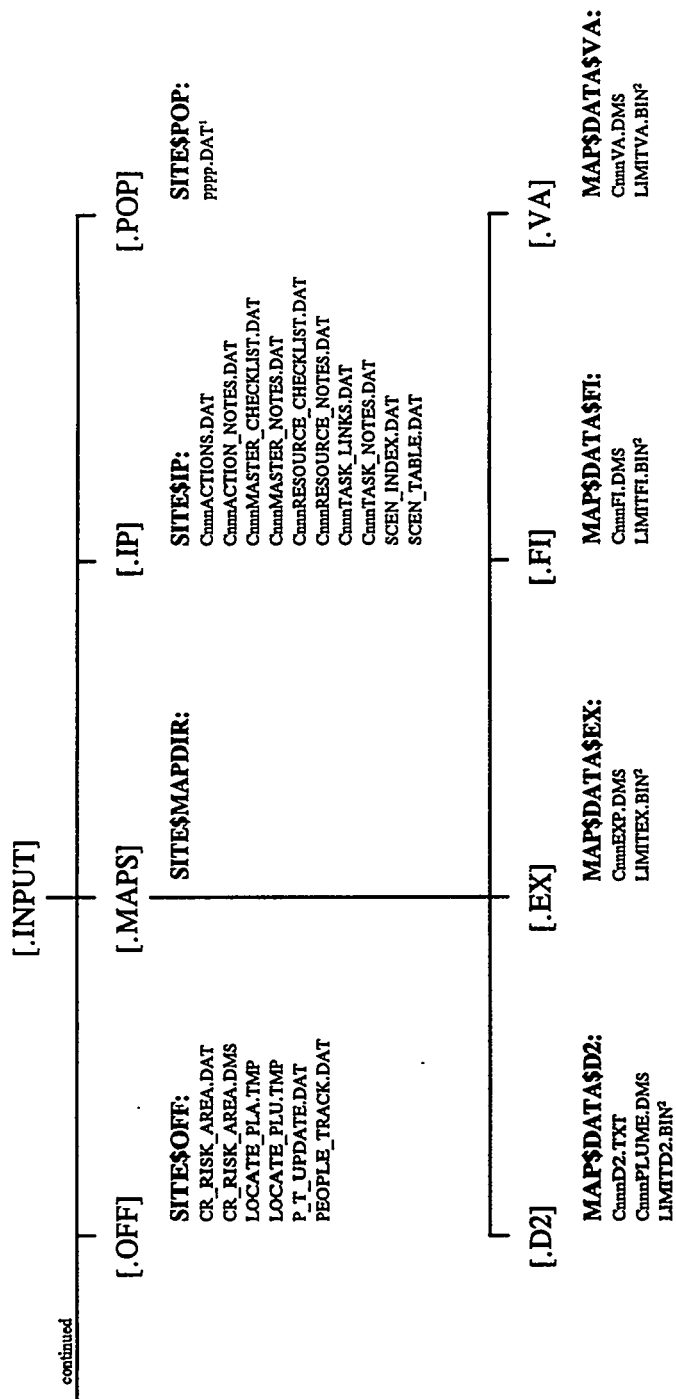 continued
[.INPUT]
[.OFF]
[.MAPS]
[.IP]
[.POP]
SITE$OFF:
CR_RISK_AREA.DAT
CR_RISK_AREA.DMS
LOCATE_PLA.TMP
LOCATE_PLU.TMP
P_T_UPDATE.DAT
PEOPLE_TRACK.DAT
SITE$MAPDIR:
SITE$IP:
CnnnACTIONS.DAT
CnnnACTION_NOTES.DAT
CnnnMASTER_CHECKLIST.DAT
CnnnMASTER_NOTES.DAT
CnnnRESOURCE_CHECKLIST.DAT
CnnnRESOURCE_NOTES.DAT
CnnnTASK_LINKS.DAT
CnnnTASK_NOTES.DAT
SCEN_INDEX.DAT
SCEN_TABLE.DAT
SITE$POP:
pppp.DAT¹
[.D2]
[.EX]
[.FI]
[.VA]
MAP$DATA$D2:
CnnnD2.TXT
CnnnPLUME.DMS
LIMITD2.BIN²
MAP$DATA$EX:
CnnnEXP.DMS
LIMITEX.BIN²
MAP$DATA$FI:
CnnnFI.DMS
LIMITFI.BIN²
MAP$DATA$VA:
CnnnVA.DMS
LIMITVA.BIN²